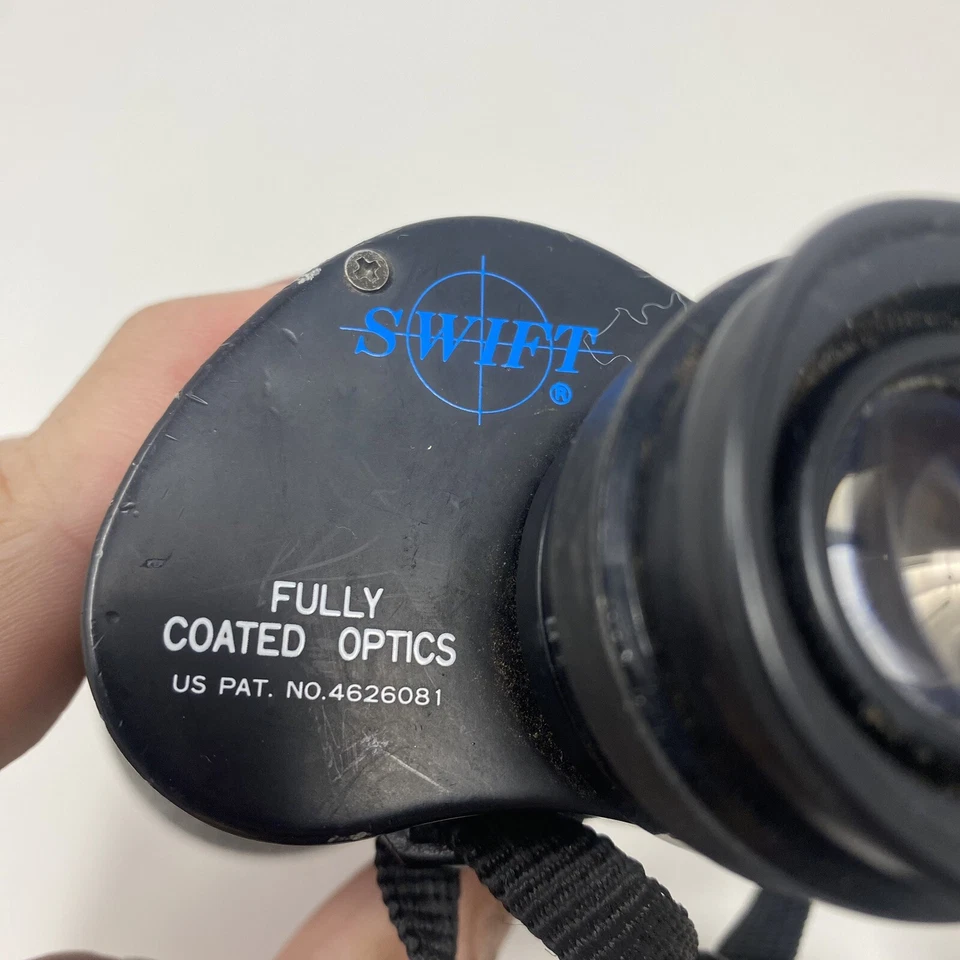 SWIFT
®
FULLY
COATED OPTICS
US PAT. NO.4626081